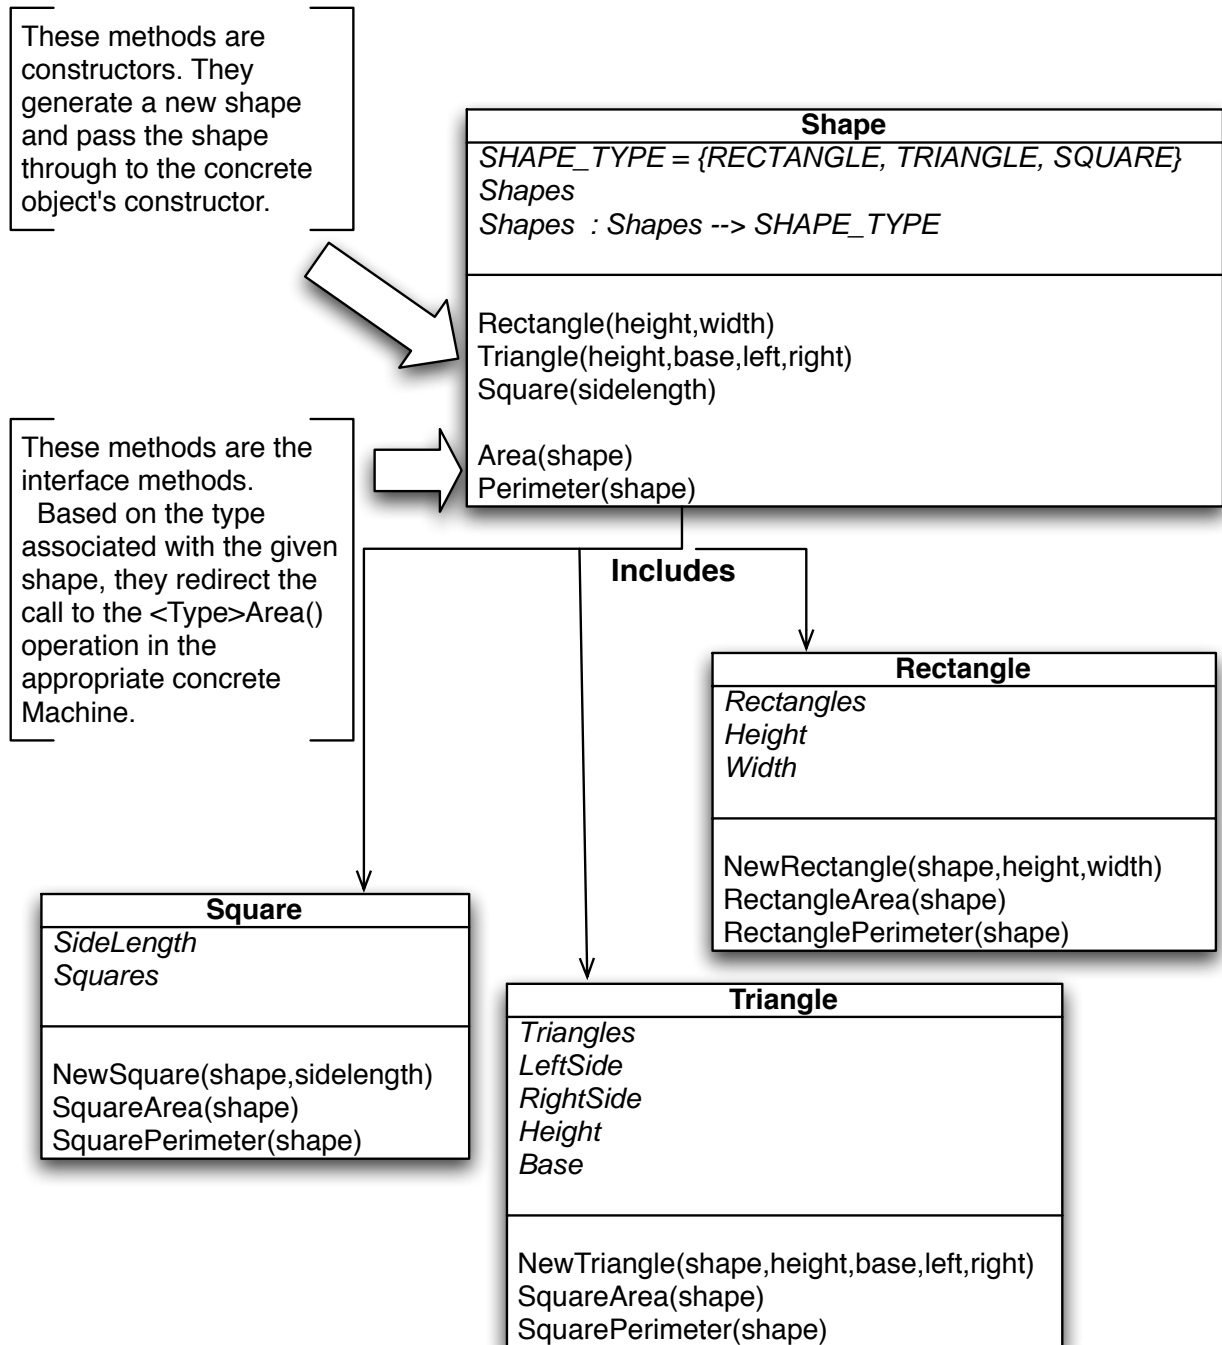 These methods are
constructors. They
generate a new shape
and pass the shape
through to the concrete
object's constructor.
Shape
SHAPE_TYPE = {RECTANGLE, TRIANGLE, SQUARE}
Shapes
Shapes : Shapes --> SHAPE_TYPE
Rectangle(height,width)
Triangle(height,base,left,right)
Square(sidelength)
Area(shape)
Perimeter(shape)
These methods are the
interface methods.
Based on the type
associated with the given
shape, they redirect the
call to the <Type>Area()
operation in the
appropriate concrete
Machine.
Includes
Rectangle
Rectangles
Height
Width
NewRectangle(shape,height,width)
RectangleArea(shape)
RectanglePerimeter(shape)
Square
SideLength
Squares
NewSquare(shape,sidelength)
SquareArea(shape)
SquarePerimeter(shape)
Triangle
Triangles
LeftSide
RightSide
Height
Base
NewTriangle(shape,height,base,left,right)
SquareArea(shape)
SquarePerimeter(shape)